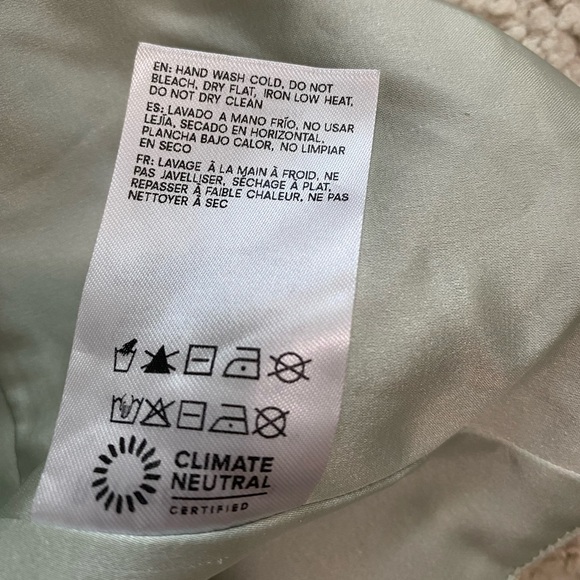 EN: HAND WASH COLD, DO NOT
BLEACH, DRY FLAT, IRON LOW HEAT,
DO NOT DRY CLEAN
ES: LAVADO A MANO FRÍO, NO USAR
LEJÍA, SECADO EN HORIZONTAL,
PLANCHA BAJO CALOR, NO LIMPIAR
EN SECO
FR: LAVAGE À LA MAIN À FROID, NE
PAS JAVELLISER, SÉCHAGE À PLAT,
REPASSER À FAIBLE CHALEUR, NE PAS
NETTOYER À SEC
CLIMATE
NEUTRAL
CERTIFIED